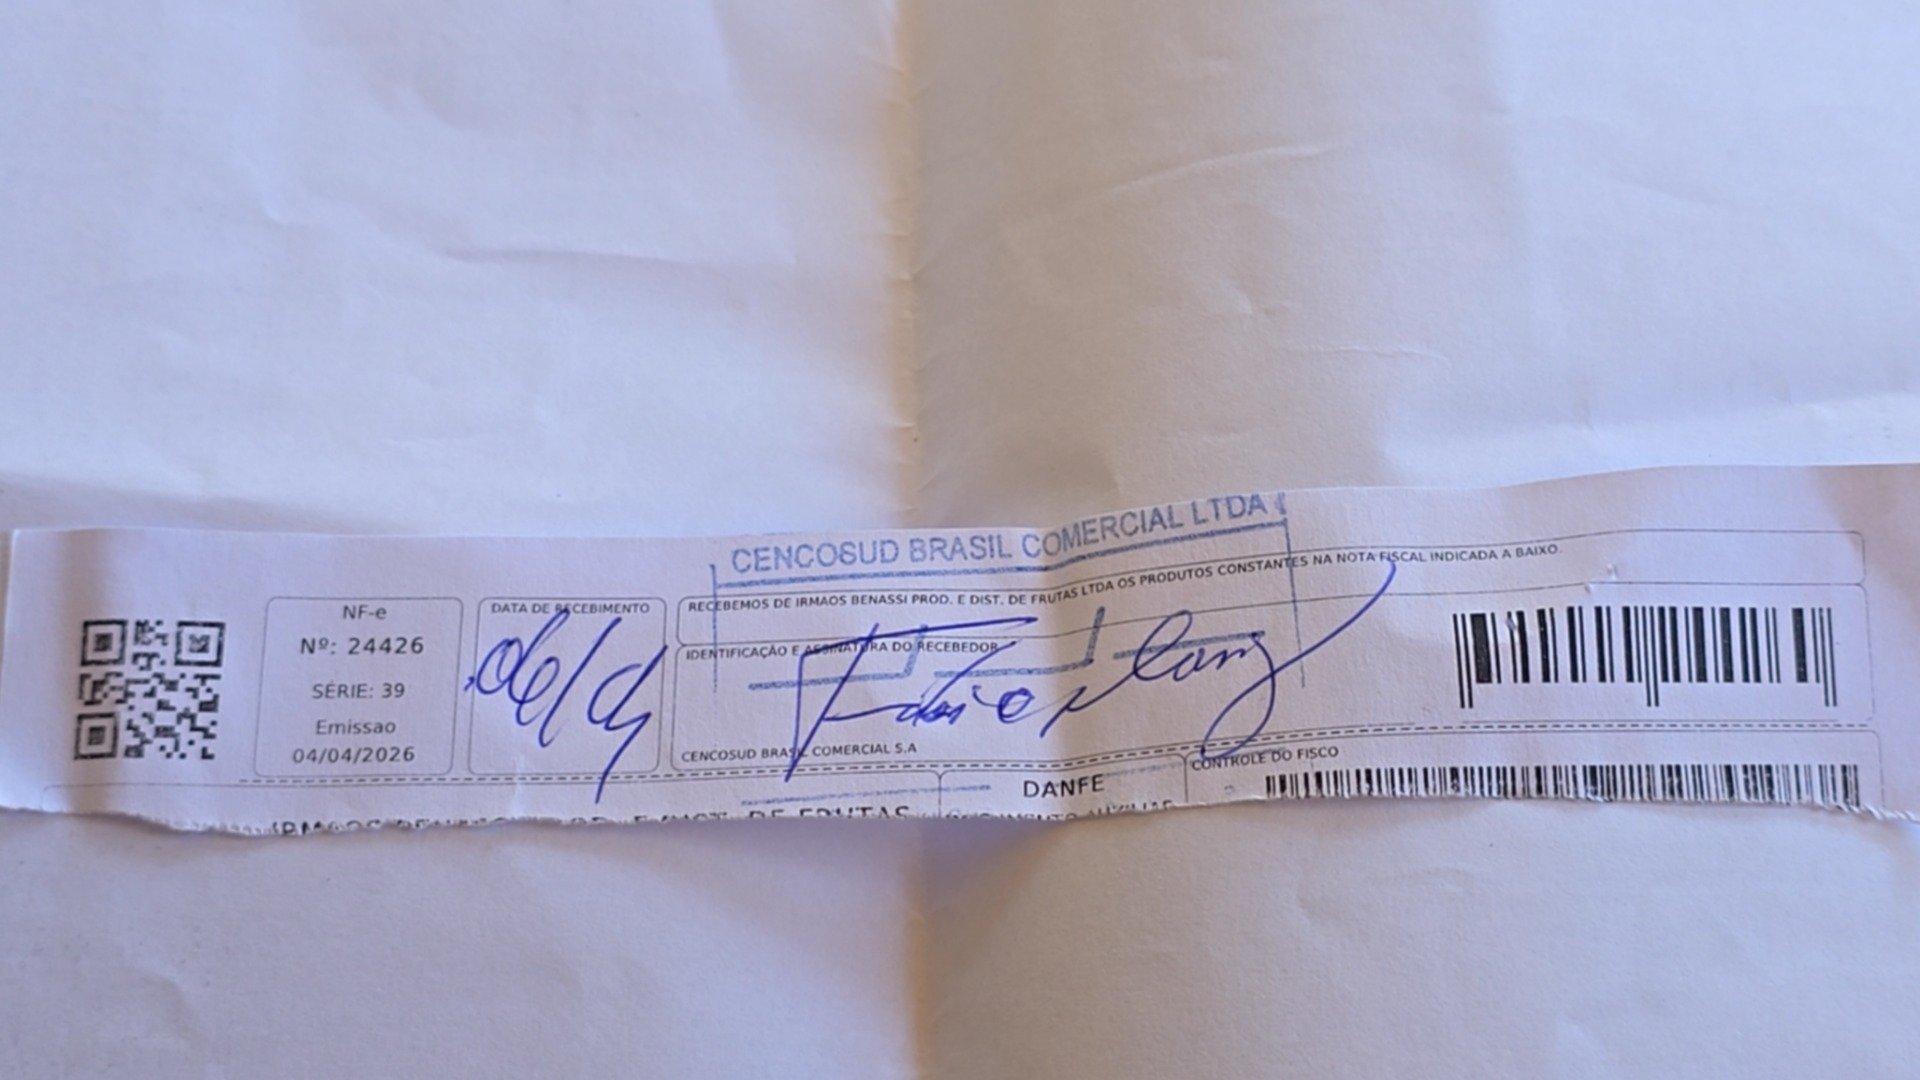 CENCOSUD BRASIL COMERCIAL LTDA
NF-e
Nº: 24426
SÉRIE: 39
Emissao
04/04/2026
DATA DE RECEBIMENTO
RECEBEMOS DE IRMAOS BENASSI PROD. E DIST. DE FRUTAS LTDA OS PRODUTOS CONSTANTES NA NOTA FISCAL INDICADA A BAIXO.
IDENTIFICAÇÃO E ASSINATURA DO RECEBEDOR
CENCOSUD BRASIL COMERCIAL S.A
DANFE
CONTROLE DO FISCO
DE FRUTAS